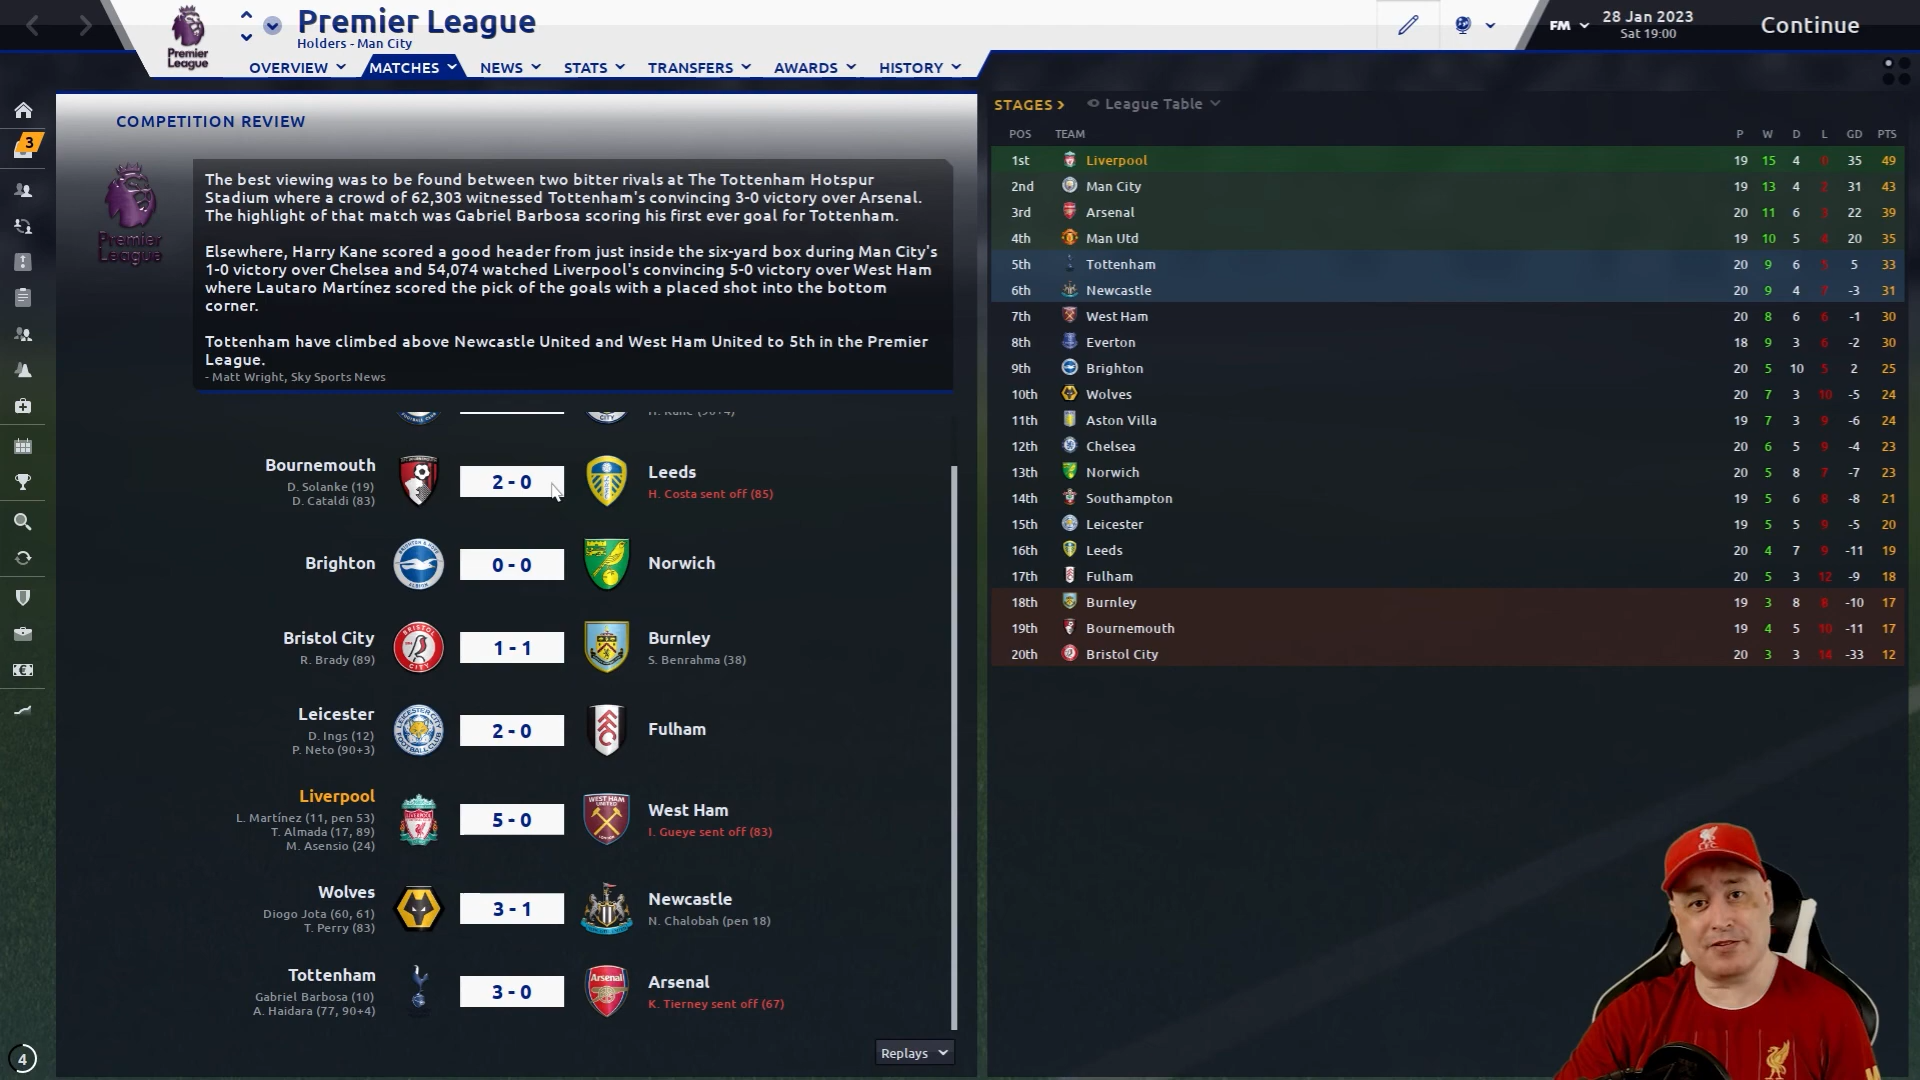 Premier League
Holders - Man City
FM
28 Jan 2023
Sat 19:00
Continue
Premier
League
OVERVIEW
MATCHES
NEWS
STATS
TRANSFERS
AWARDS
HISTORY
3
COMPETITION REVIEW
Premier
League
The best viewing was to be found between two bitter rivals at The Tottenham Hotspur
Stadium where a crowd of 62,303 witnessed Tottenham's convincing 3-0 victory over Arsenal.
The highlight of that match was Gabriel Barbosa scoring his first ever goal for Tottenham.
Elsewhere, Harry Kane scored a good header from just inside the six-yard box during Man City's
1-0 victory over Chelsea and 54,074 watched Liverpool's convincing 5-0 victory over West Ham
where Lautaro Martínez scored the pick of the goals with a placed shot into the bottom
corner.
Tottenham have climbed above Newcastle United and West Ham United to 5th in the Premier
League.
- Matt Wright, Sky Sports News
Bournemouth 2 - 0 Leeds
D. Solanke (19) H. Costa sent off (85)
D. Cataldi (83)
Brighton 0 - 0 Norwich
Bristol City 1 - 1 Burnley
R. Brady (89) S. Benrahma (38)
Leicester 2 - 0 Fulham
D. Ings (12)
P. Neto (90+3)
Liverpool 5 - 0 West Ham
L. Martínez (11, pen 53) I. Gueye sent off (83)
T. Almada (17, 89)
M. Asensio (24)
Wolves 3 - 1 Newcastle
Diogo Jota (60, 61) N. Chalobah (pen 18)
T. Perry (83)
Tottenham 3 - 0 Arsenal
Gabriel Barbosa (10) K. Tierney sent off (67)
A. Haidara (77, 90+4)
Replays
4
STAGES > League Table
POS TEAM P W D L GD PTS
1st Liverpool 19 15 4 0 35 49
2nd Man City 19 13 4 2 31 43
3rd Arsenal 20 11 6 3 22 39
4th Man Utd 19 10 5 4 20 35
5th Tottenham 20 9 6 5 5 33
6th Newcastle 20 9 4 7 -3 31
7th West Ham 20 8 6 6 -1 30
8th Everton 18 9 3 6 -2 30
9th Brighton 20 5 10 5 2 25
10th Wolves 20 7 3 10 -5 24
11th Aston Villa 19 7 3 9 -6 24
12th Chelsea 20 6 5 9 -4 23
13th Norwich 20 5 8 7 -7 23
14th Southampton 19 5 6 8 -8 21
15th Leicester 19 5 5 9 -5 20
16th Leeds 20 4 7 9 -11 19
17th Fulham 20 5 3 12 -9 18
18th Burnley 19 3 8 8 -10 17
19th Bournemouth 19 4 5 10 -11 17
20th Bristol City 20 3 3 14 -33 12